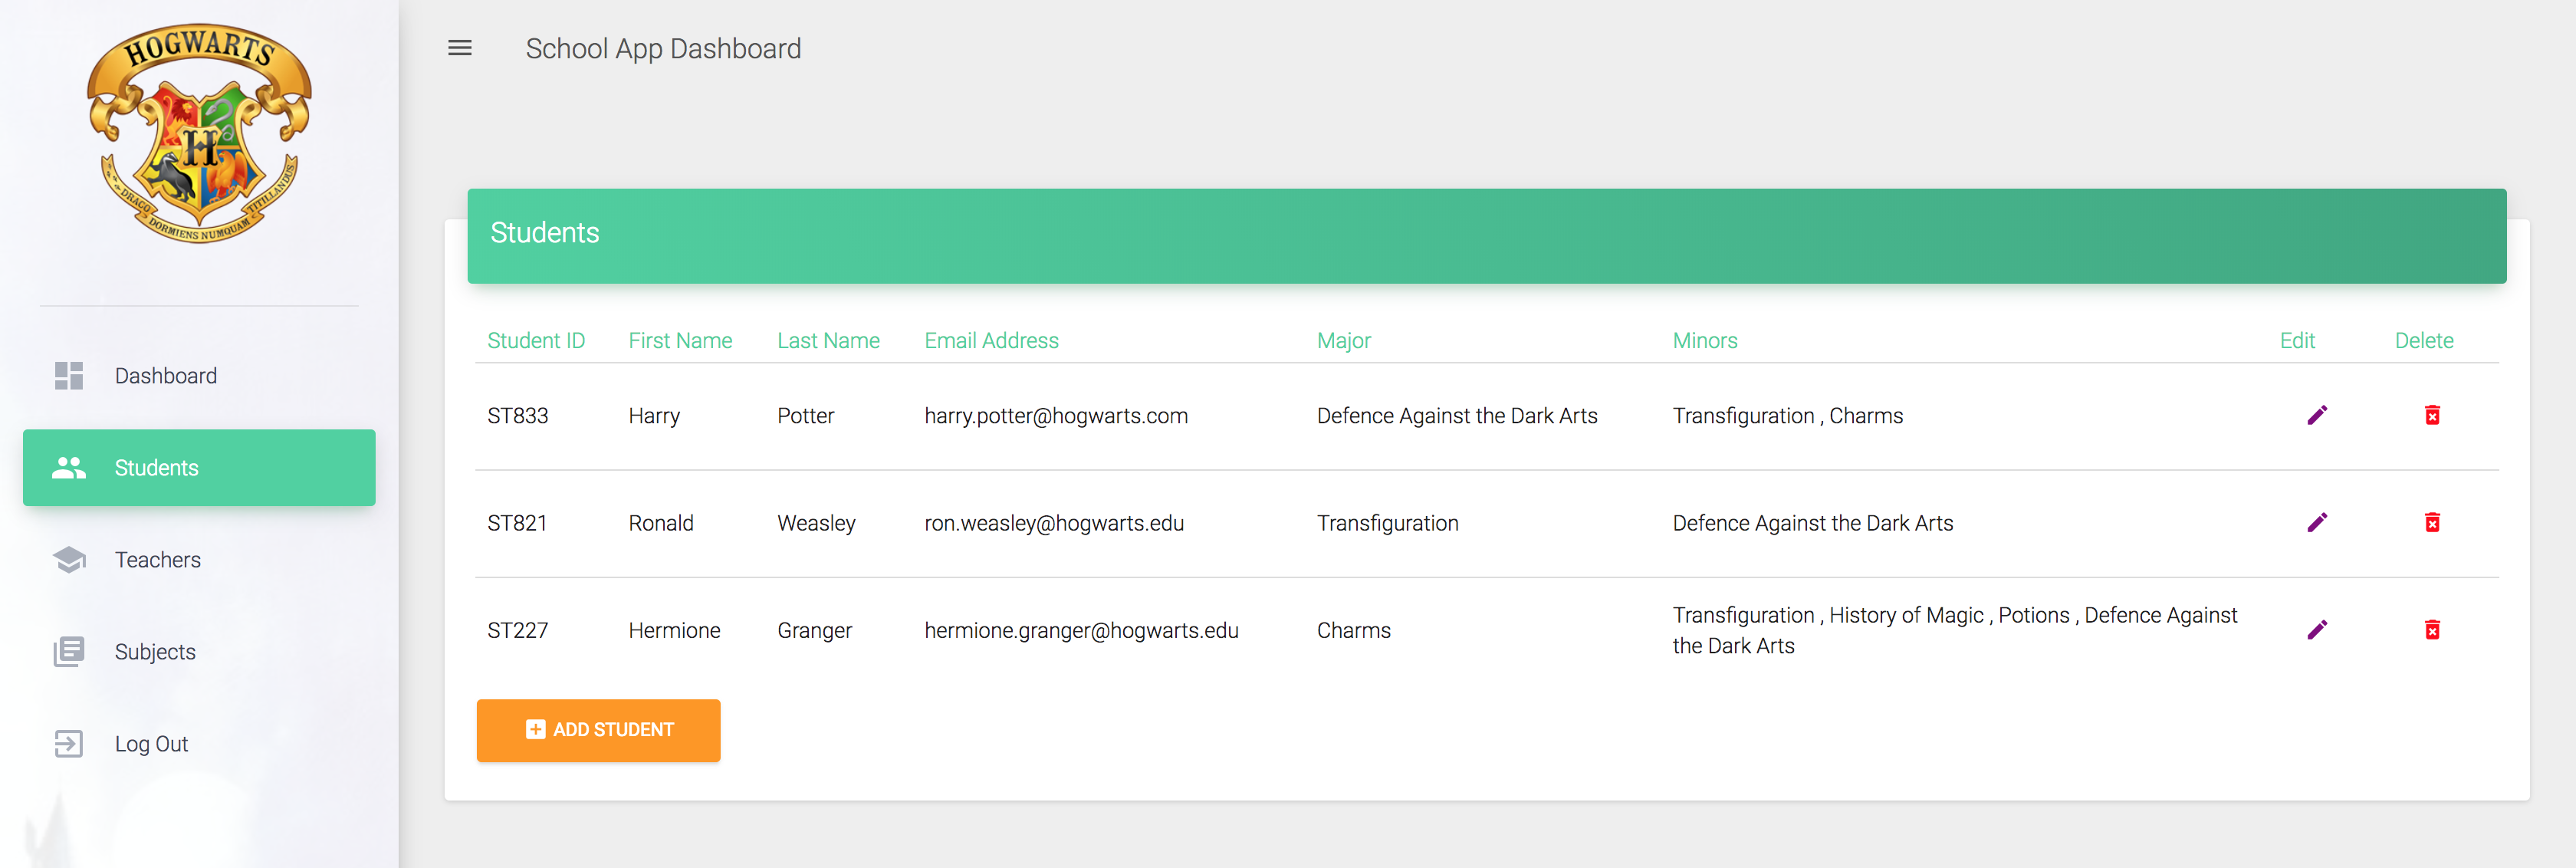 HOGWARTS
H
DRACO DORMIENS NUMQUAM TITILLANDUS
Dashboard
Students
Teachers
Subjects
Log Out
School App Dashboard
Students
Student ID First Name Last Name Email Address Major Minors Edit Delete
ST833 Harry Potter harry.potter@hogwarts.com Defence Against the Dark Arts Transfiguration , Charms
ST821 Ronald Weasley ron.weasley@hogwarts.edu Transfiguration Defence Against the Dark Arts
ST227 Hermione Granger hermione.granger@hogwarts.edu Charms Transfiguration , History of Magic , Potions , Defence Against
the Dark Arts
ADD STUDENT